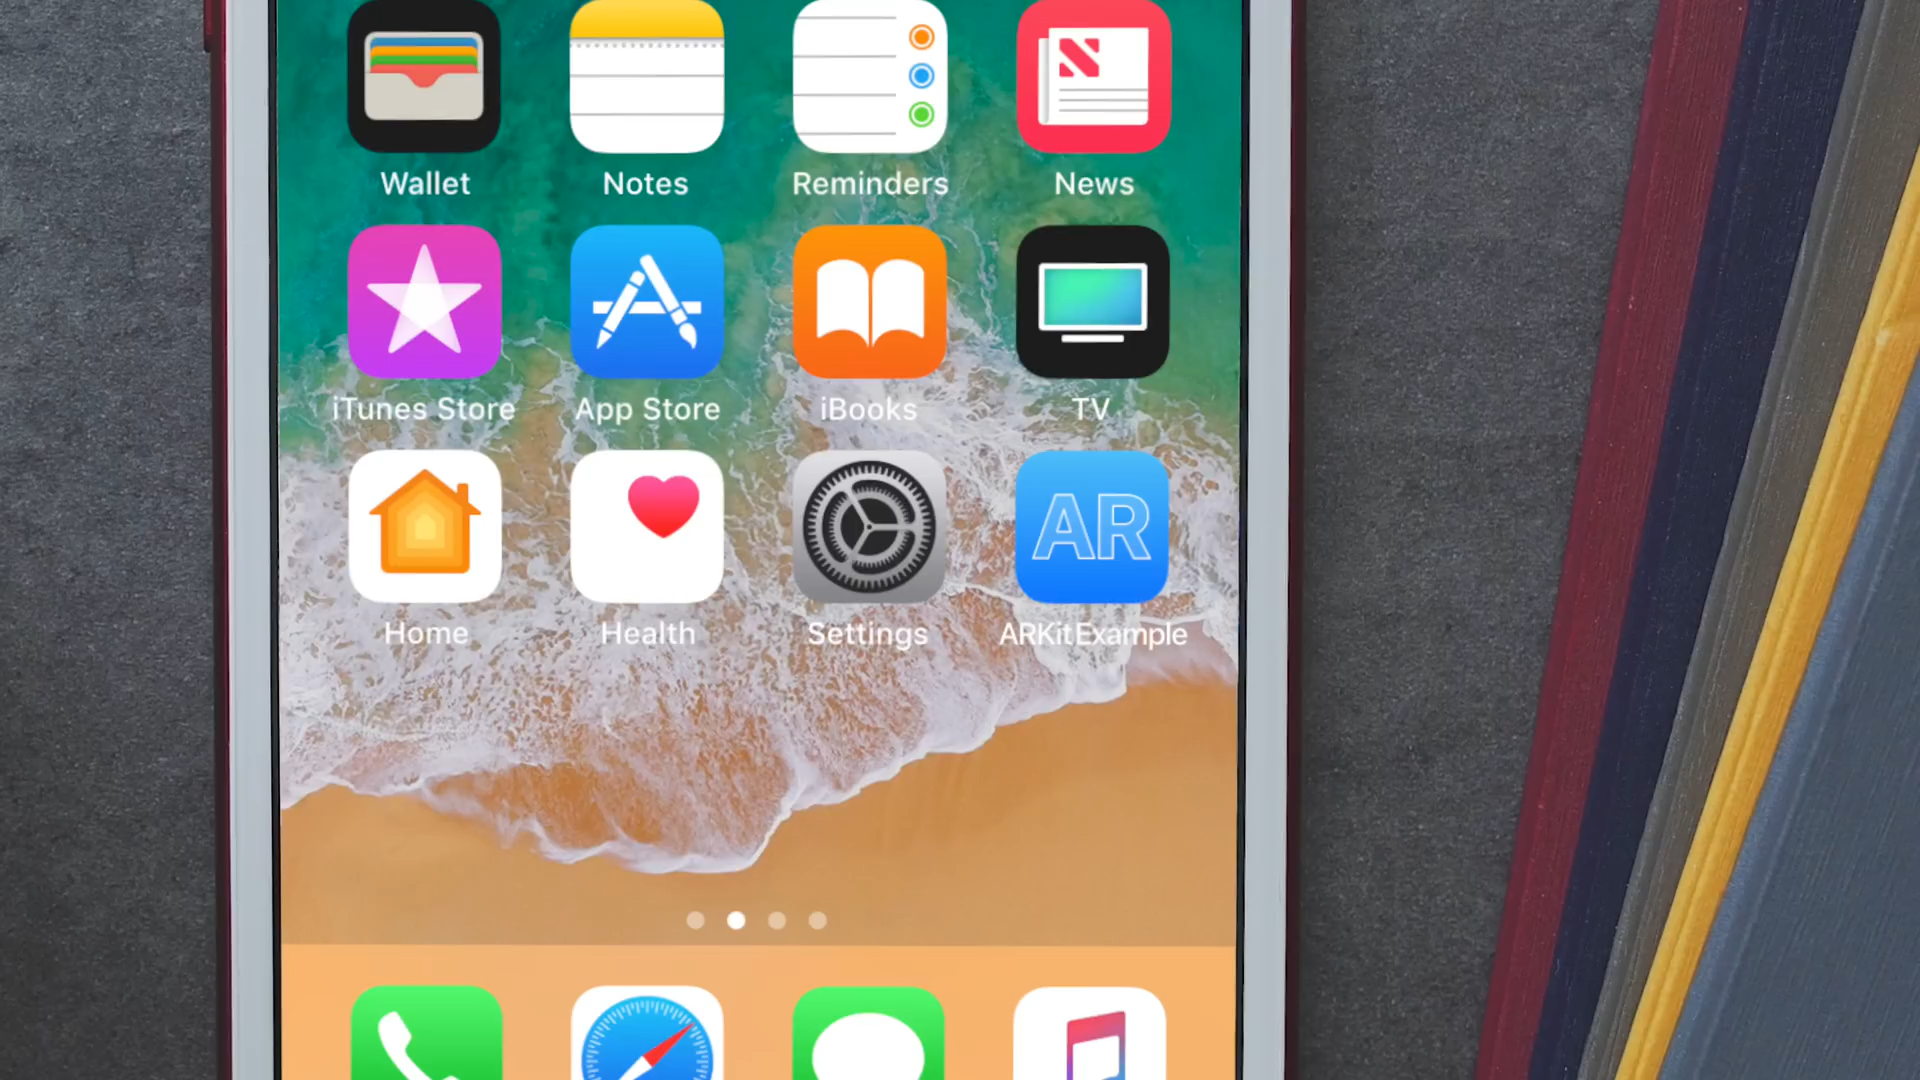 Wallet Notes Reminders News
iTunes Store App Store iBooks TV
AR
Home Health Settings ARKitExample